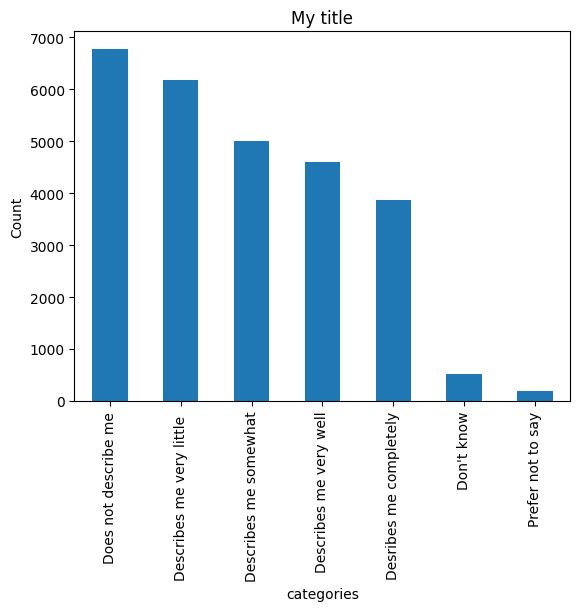 My title
7000
6000
5000
4000
3000
2000
1000
0
Count
Does not describe me
Describes me very little
Describes me somewhat
Describes me very well
Desribes me completely
Don't know
Prefer not to say
categories